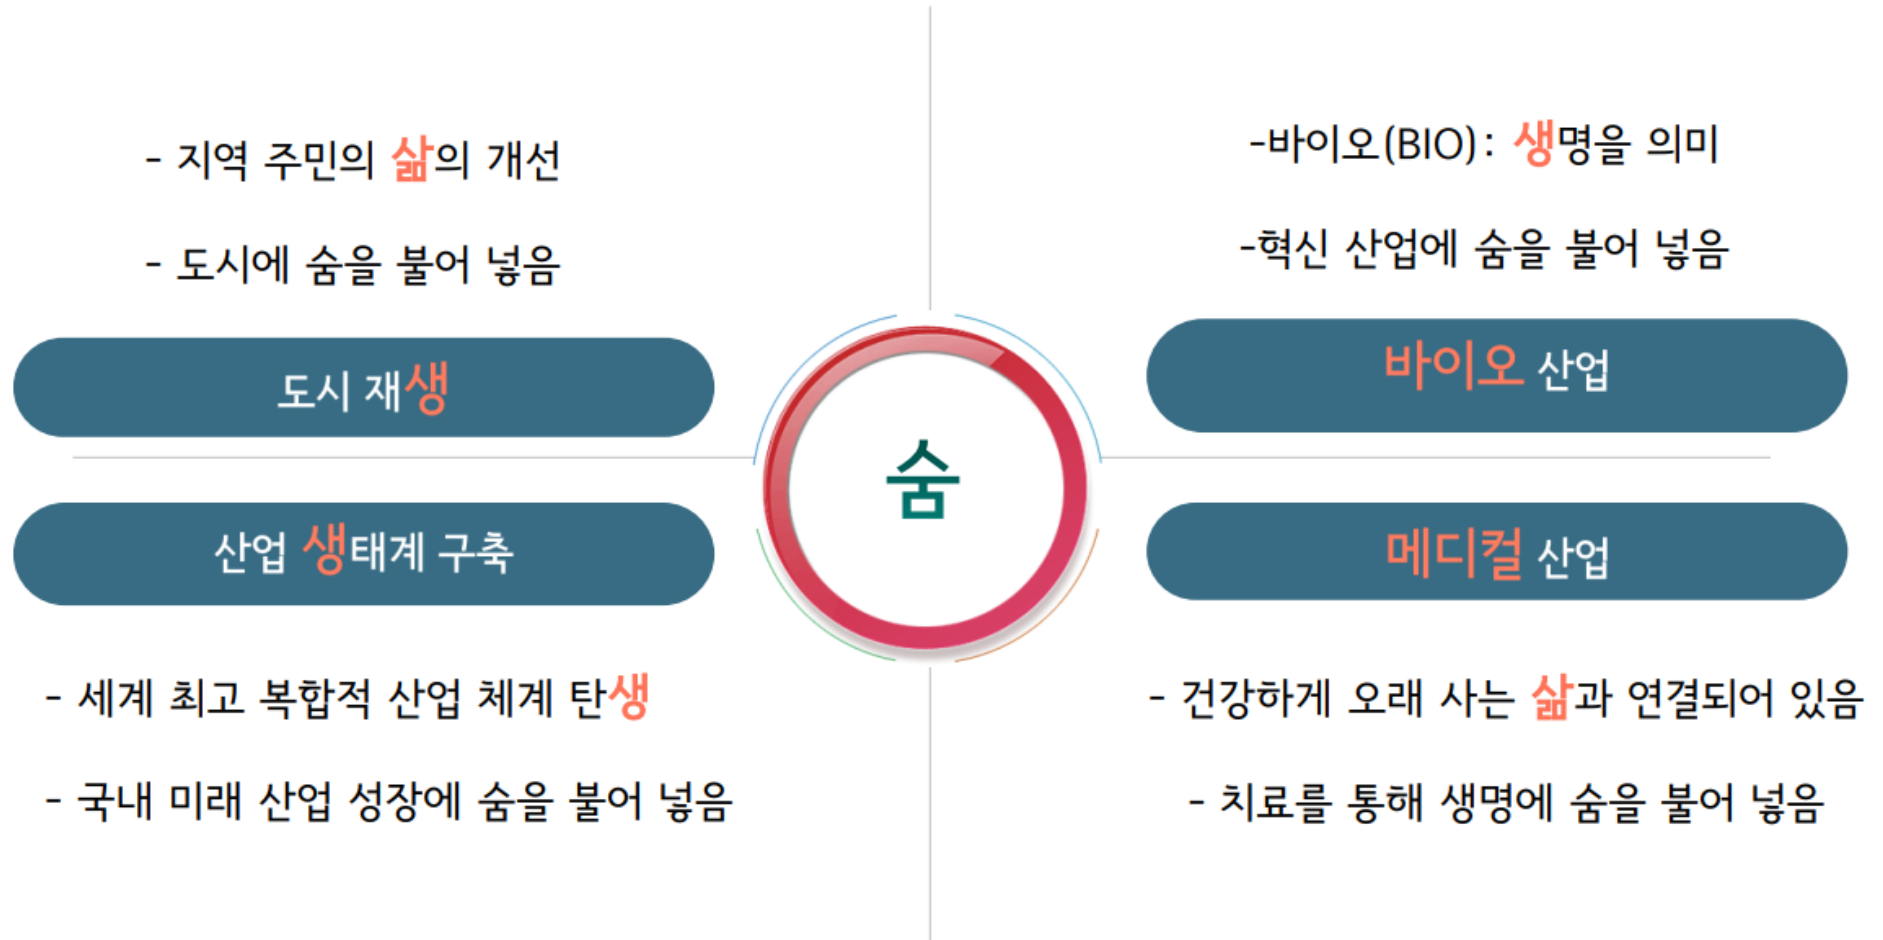 - 지역 주민의 삶의 개선
- 도시에 숨을 불어 넣음
도시 재생
-바이오(BIO): 생명을 의미
-혁신 산업에 숨을 불어 넣음
바이오 산업
숨
산업 생태계 구축
- 세계 최고 복합적 산업 체계 탄생
- 국내 미래 산업 성장에 숨을 불어 넣음
메디컬 산업
- 건강하게 오래 사는 삶과 연결되어 있음
- 치료를 통해 생명에 숨을 불어 넣음